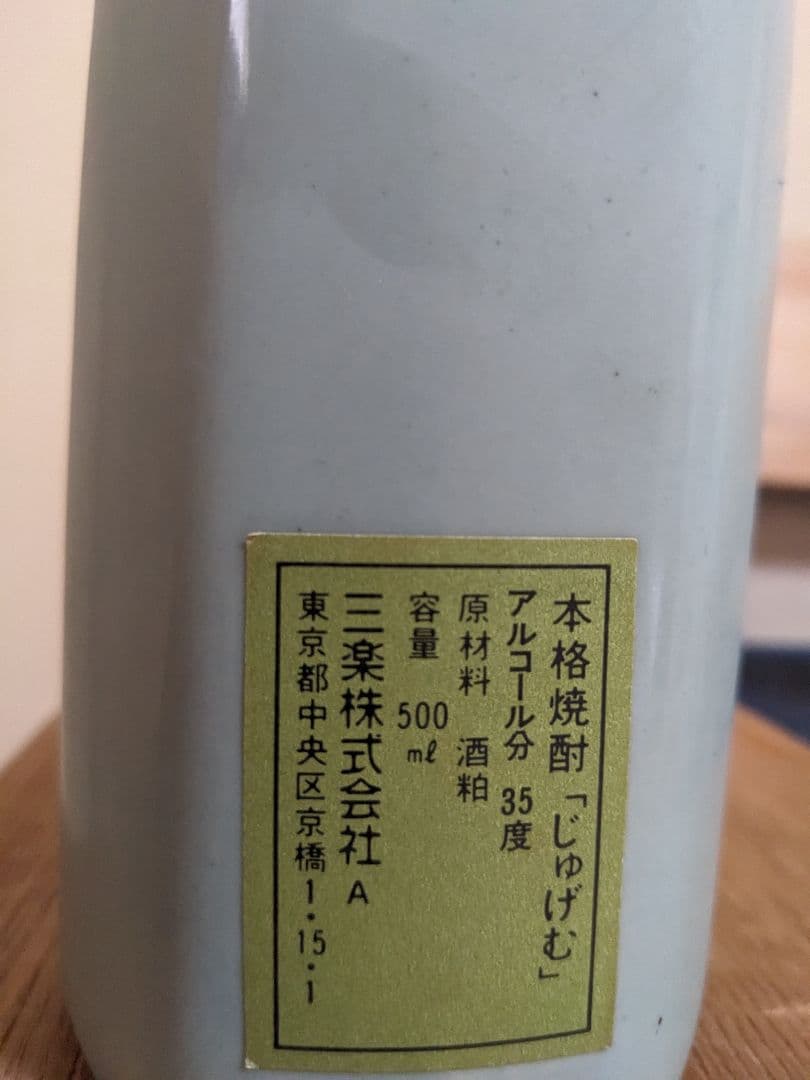 本格焼酎「じゅげむ」
アルコール分 35度
原材料 酒粕
容量 500ml
三楽株式会社 A
東京都中央区京橋1・15・1